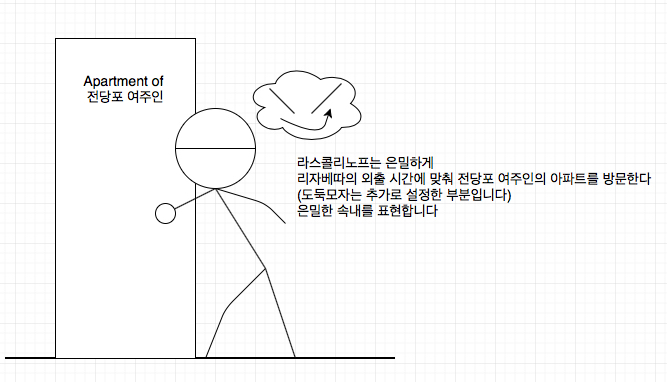 Apartment of
전당포 여주인
라스콜리노프는 은밀하게
리자베따의 외출 시간에 맞춰 전당포 여주인의 아파트를 방문한다
(도둑모자는 추가로 설정한 부분입니다)
은밀한 속내를 표현합니다